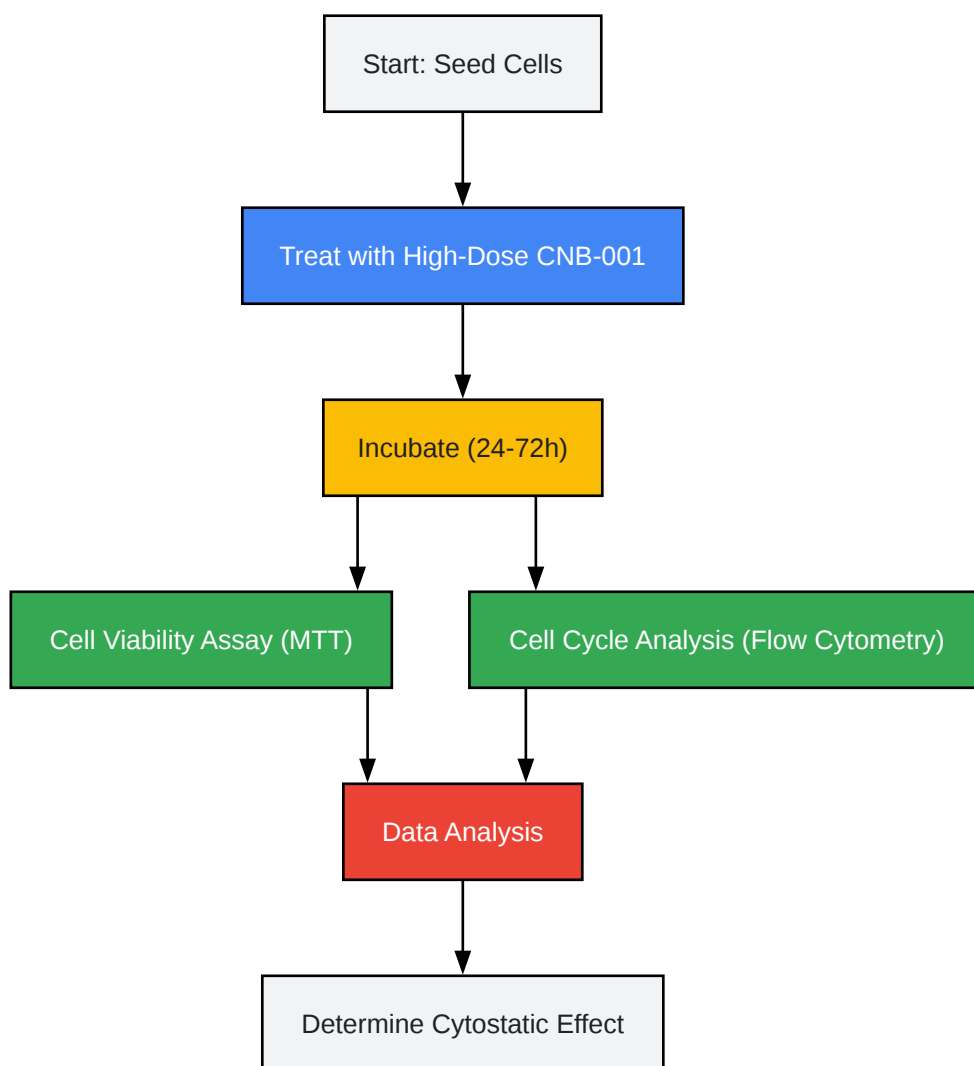 Start: Seed Cells
Treat with High-Dose CNB-001
Incubate (24-72h)
Cell Viability Assay (MTT)
Cell Cycle Analysis (Flow Cytometry)
Data Analysis
Determine Cytostatic Effect